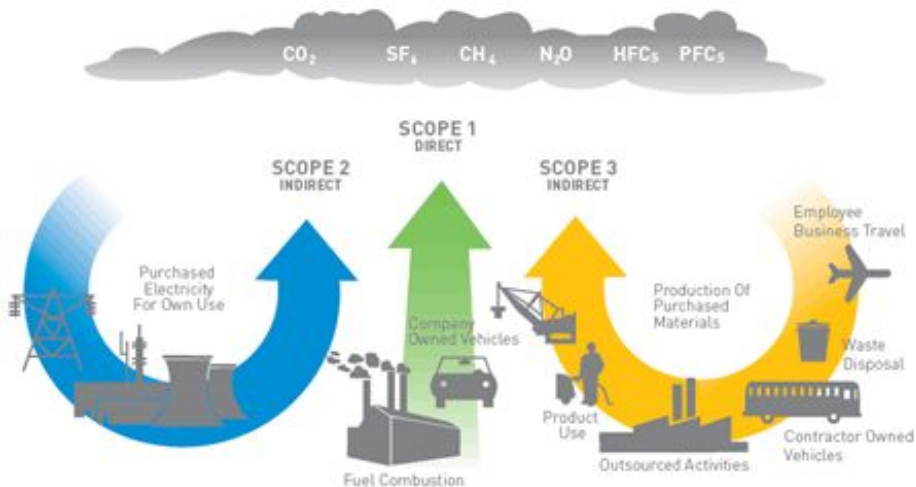 CO₂ SF₆ CH₄ N₂O HFCs PFCs
SCOPE 1
DIRECT
SCOPE 2
INDIRECT
SCOPE 3
INDIRECT
Purchased
Electricity
For Own Use
Company
Owned Vehicles
Fuel Combustion
Production Of
Purchased
Materials
Employee
Business Travel
Waste
Disposal
Contractor Owned
Vehicles
Outsourced Activities
Product
Use